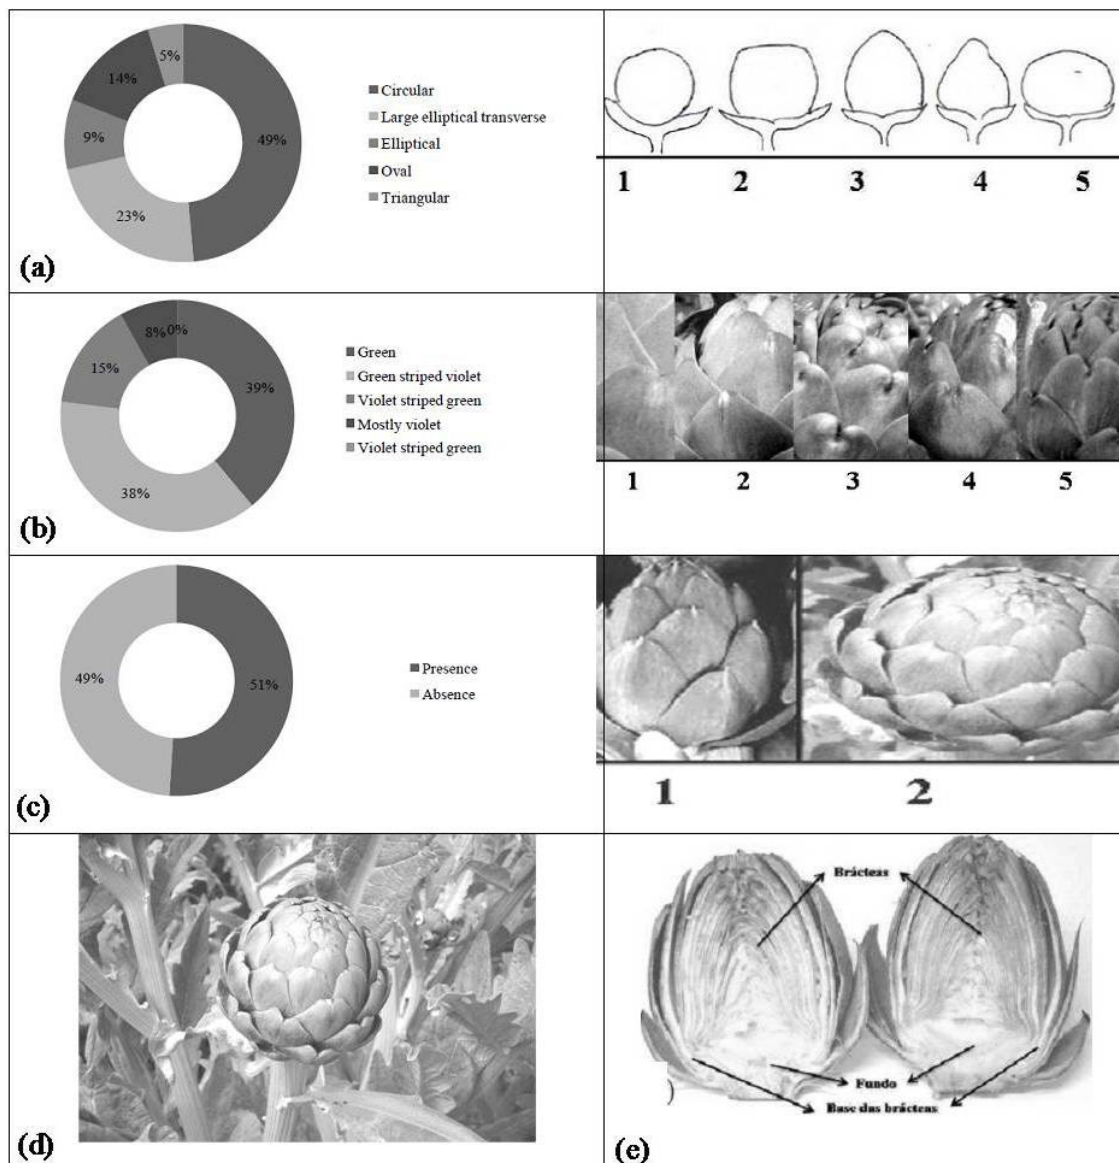 5%
14%
9%
49%
23%
Circular
Large elliptical transverse
Elliptical
Oval
Triangular
(a)
1 2 3 4 5
8% 0%
15%
39%
38%
Green
Green striped violet
Violet striped green
Mostly violet
Violet striped green
(b)
1 2 3 4 5
49%
51%
Presence
Absence
(c)
1 2
(d)
Brácteas
Fundo
Base das brácteas
)
(e)